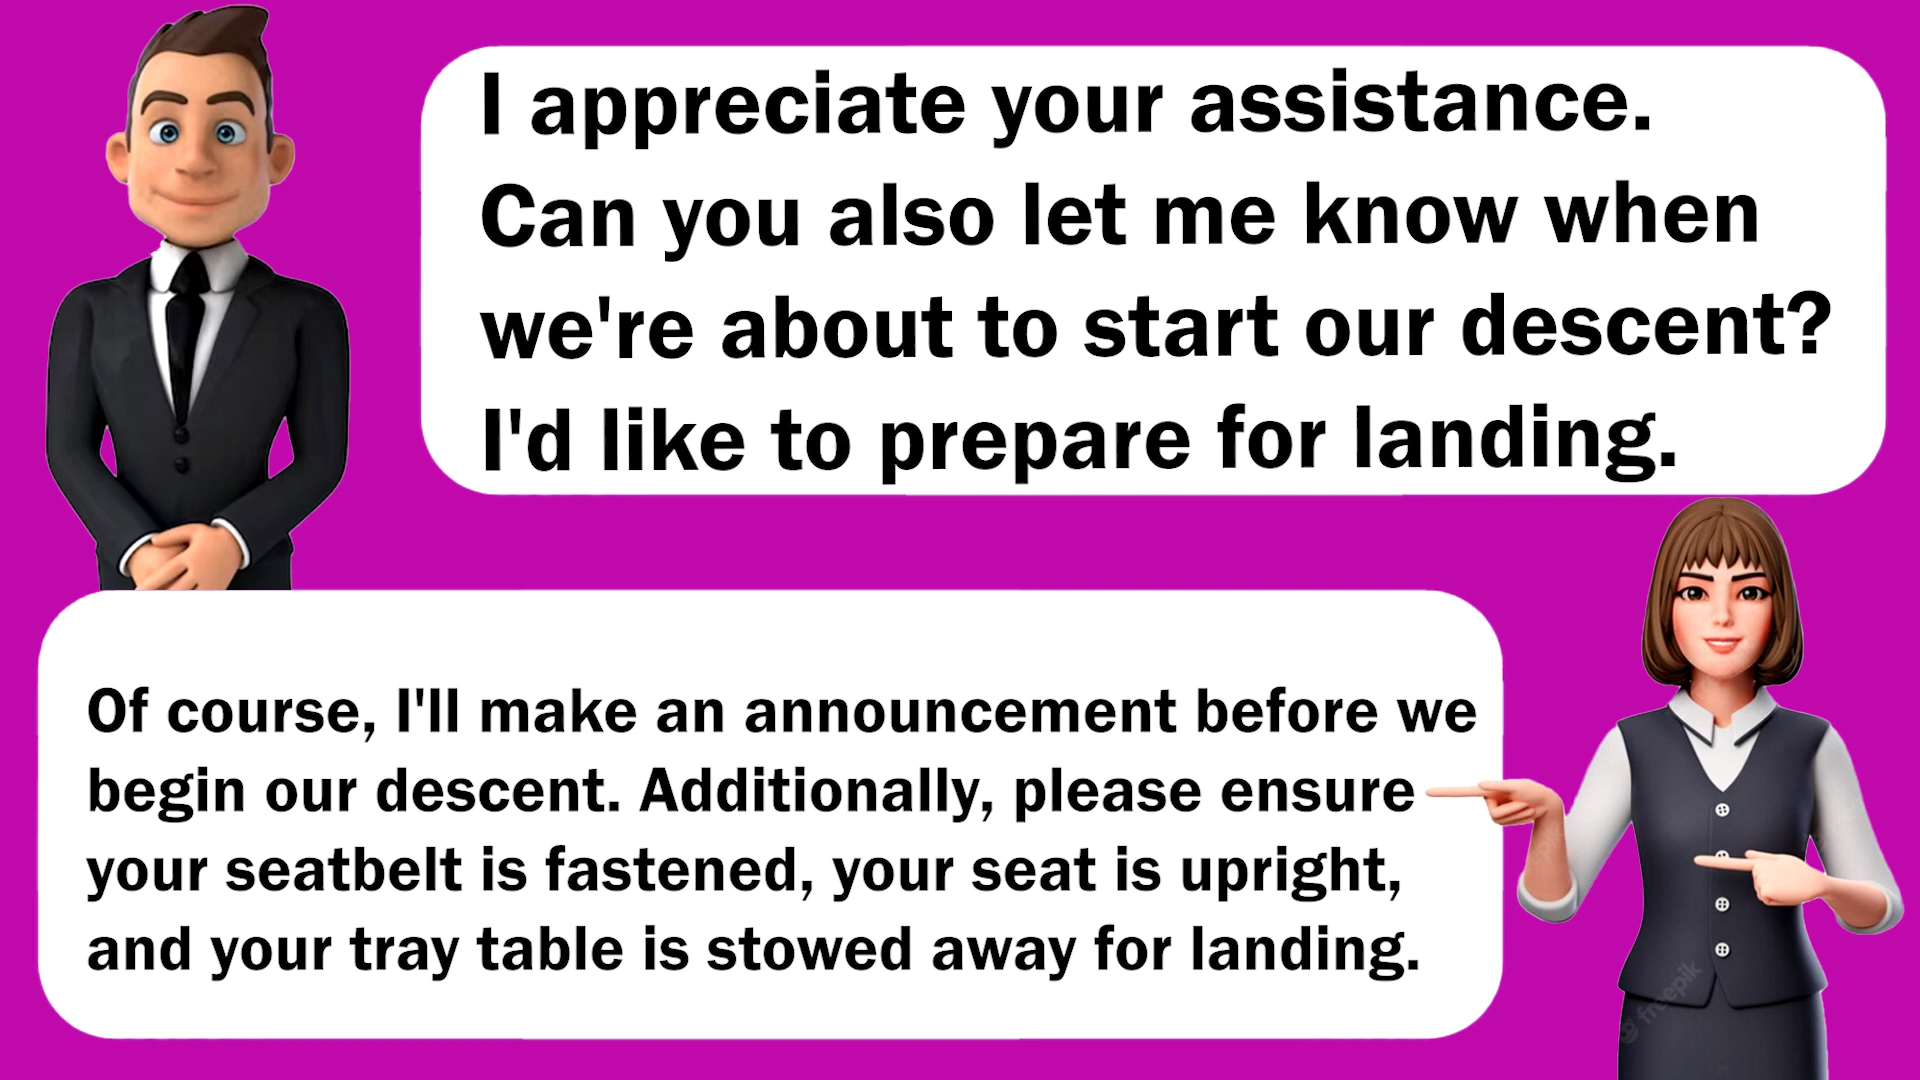 I appreciate your assistance.
Can you also let me know when
we're about to start our descent?
I'd like to prepare for landing.
Of course, I'll make an announcement before we
begin our descent. Additionally, please ensure
your seatbelt is fastened, your seat is upright,
and your tray table is stowed away for landing.
freepik